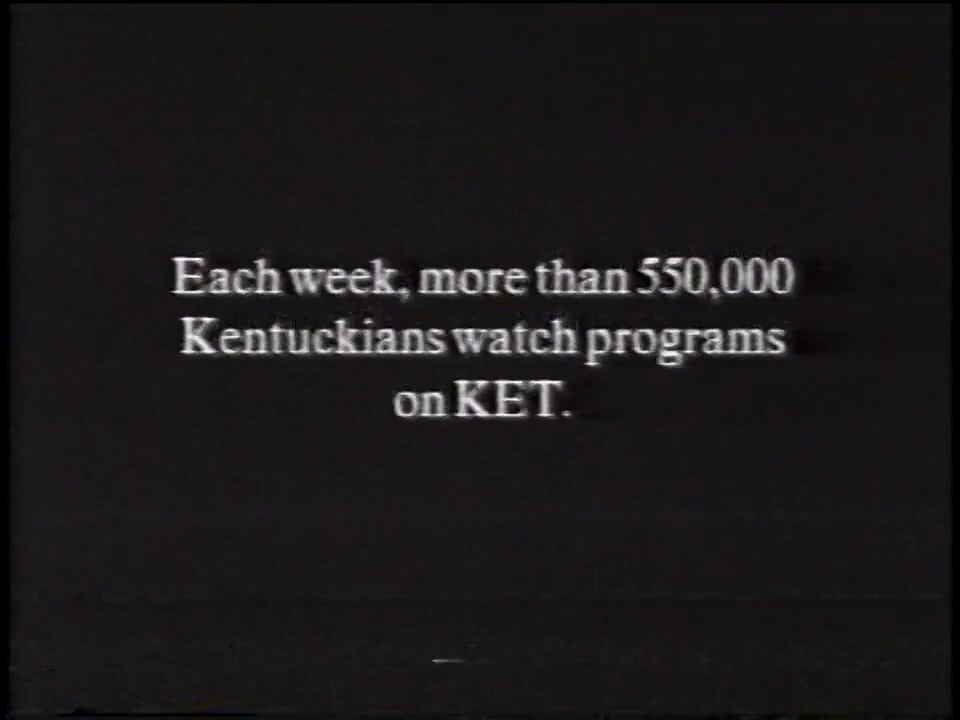 Each week, more than 550,000
Kentuckians watch programs
on KET.